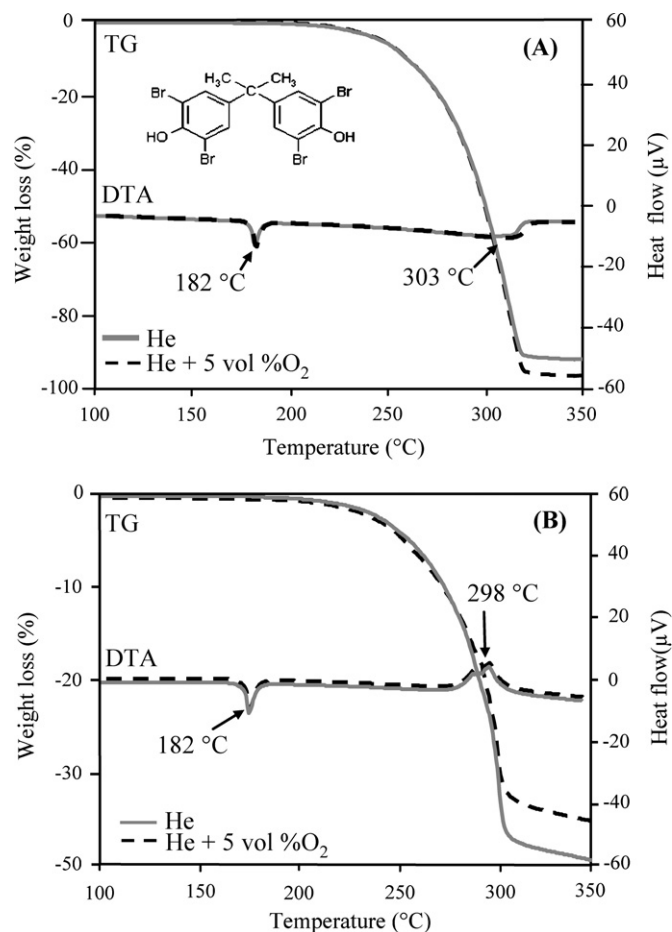 0
60
TG
(A)
H₃C
CH₃
C
Br
Br
-20
40
HO
OH
Br
Br
20
-40
DTA
0
-60
182 °C
303 °C
-20
-80
He
-40
He + 5 vol %O₂
-100
-60
100
150
200
250
300
350
Weight loss (%)
Heat flow (µV)
Temperature (°C)
0
60
TG
(B)
40
-10
298 °C
20
DTA
-20
0
182 °C
-20
-30
-40
-40
He
He + 5 vol %O₂
-50
-60
100
150
200
250
300
350
Weight loss (%)
Heat flow(µV)
Temperature (°C)